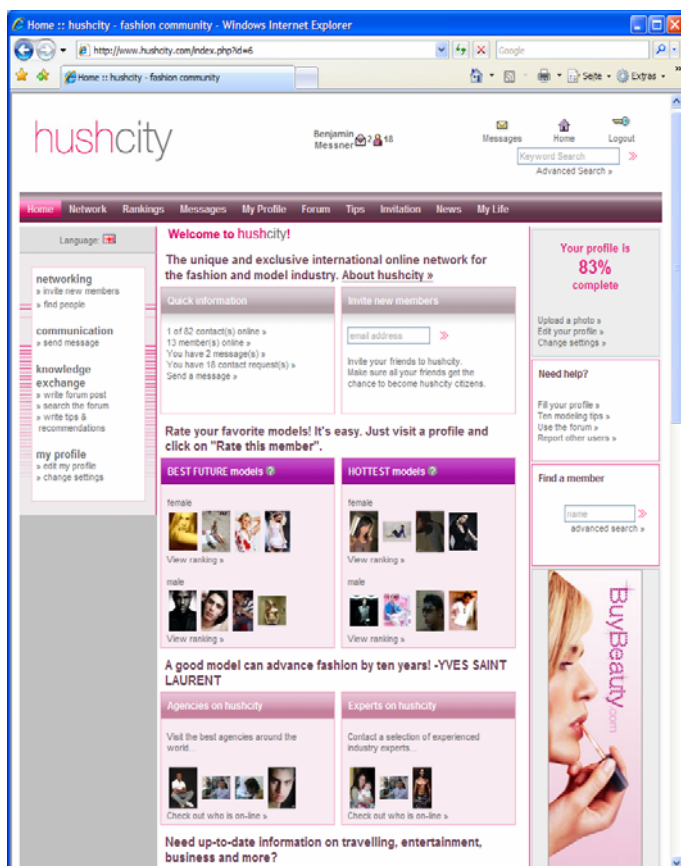 Home :: hushcity - fashion community - Windows Internet Explorer
http://www.hushcity.com/index.php?id=6
Google
Home :: hushcity - fashion community
Seite
Extras
hushcity
Benjamin
Messner 2 18
Messages Home Logout
Keyword Search
Advanced Search »
Home Network Rankings Messages My Profile Forum Tips Invitation News My Life
Language:
networking
» invite new members
» find people
communication
» send message
knowledge
exchange
» write forum post
» search the forum
» write tips &
recommendations
my profile
» edit my profile
» change settings
Welcome to hushcity!
The unique and exclusive international online network for
the fashion and model industry. About hushcity »
Quick information
1 of 82 contact(s) online »
13 member(s) online »
You have 2 message(s) »
You have 18 contact request(s) »
Send a message »
Invite new members
email address
Invite your friends to hushcity.
Make sure all your friends get the
chance to become hushcity citizens.
Rate your favorite models! It's easy. Just visit a profile and
click on "Rate this member".
BEST FUTURE models ?
female
View ranking »
male
View ranking »
HOTTEST models ?
female
View ranking »
male
View ranking »
A good model can advance fashion by ten years! -YVES SAINT
LAURENT
Agencies on hushcity
Visit the best agencies around the
world...
Check out who is on-line »
Experts on hushcity
Contact a selection of experienced
industry experts...
Check out who is on-line »
Need up-to-date information on travelling, entertainment,
business and more?
Your profile is
83%
complete
Upload a photo »
Edit your profile »
Change settings »
Need help?
Fill your profile »
Ten modeling tips »
Use the forum »
Report other users »
Find a member
name
advanced search »
BuyBeauty.com